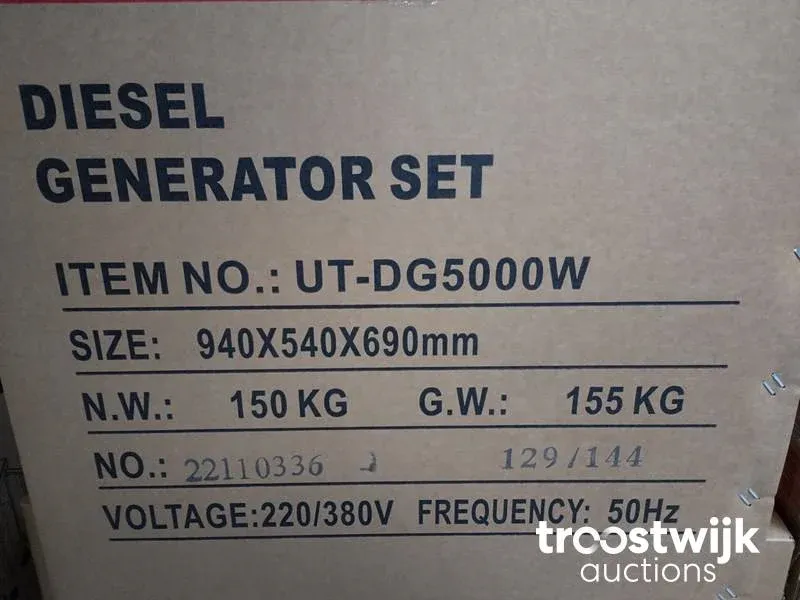 DIESEL
GENERATOR SET
ITEM NO.: UT-DG5000W
SIZE: 940X540X690mm
N.W.: 150 KG G.W.: 155 KG
NO.: 22110336 129/144
VOLTAGE:220/380V FREQUENCY: 50Hz
troostwijk
auctions